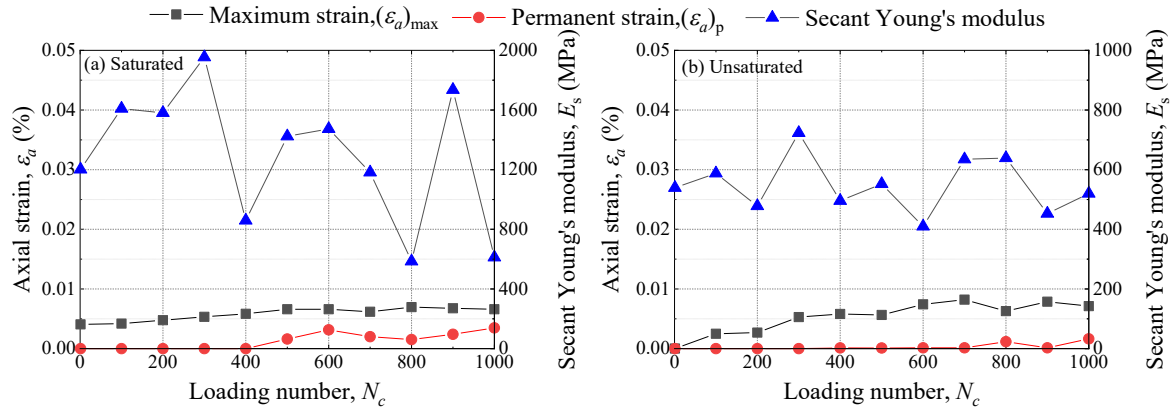 Maximum strain,(εa)max Permanent strain,(εa)p Secant Young's modulus
(a) Saturated
Axial strain, εa (%)
0.05
0.04
0.03
0.02
0.01
0.00
0 200 400 600 800 1000
Loading number, Nc
2000
1600
1200
800
400
0
Secant Young's modulus, Es (MPa)
(b) Unsaturated
Axial strain, εa (%)
0.05
0.04
0.03
0.02
0.01
0.00
0 200 400 600 800 1000
Loading number, Nc
1000
800
600
400
200
0
Secant Young's modulus, Es (MPa)